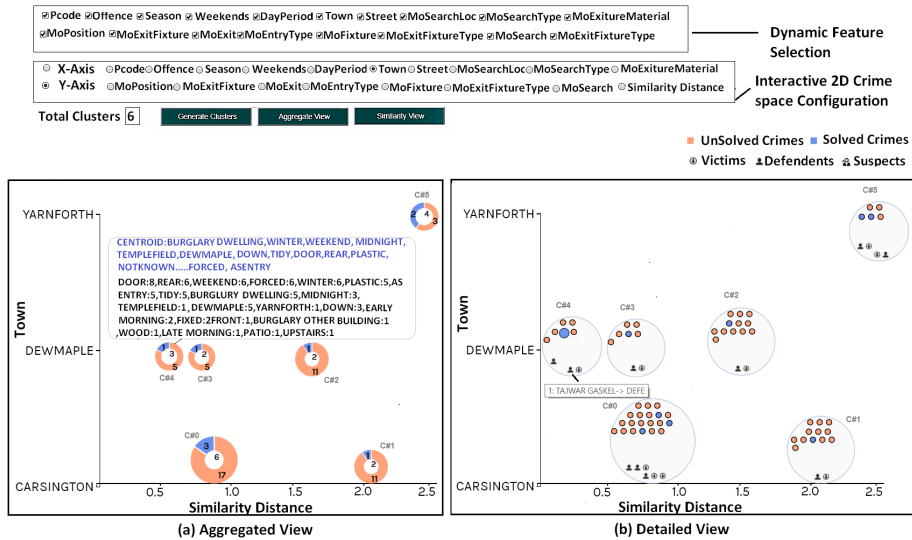 Pcode Offence Season Weekends DayPeriod Town Street MoSearchLoc MoSearchType MoExitureMaterial
MoPosition MoExitFixture MoExit MoEntryType MoFixture MoExitFixtureType MoSearch MoExitFixtureType
Dynamic Feature
Selection
X-Axis Pcode Offence Season Weekends DayPeriod Town Street MoSearchLoc MoSearchType MoExitureMaterial
Y-Axis MoPosition MoExitFixture MoExit MoEntryType MoFixture MoExitFixtureType MoSearch Similarity Distance
Interactive 2D Crime
space Configuration
Total Clusters 6 Generate Clusters Aggregate View Similarity View
UnSolved Crimes Solved Crimes
Victims Defendents Suspects
C#5
YARNFORTH
2 4 3
CENTROID:BURGLARY DWELLING,WINTER,WEEKEND, MIDNIGHT,
TEMPLEFIELD,DEWMAPLE, DOWN,TIDY,DOOR,REAR,PLASTIC,
NOTKNOWN.....FORCED, ASENTRY
DOOR:8,REAR:6,WEEKEND:6,FORCED:6,WINTER:6,PLASTIC:5,AS
ENTRY:5,TIDY:5,BURGLURY DWELLING:5,MIDNIGHT:3,
TEMPLEFIELD:1, DEWMAPLE:5,YARNFORTH:1,DOWN:3,EARLY
MORNING:2,FIXED:2FRONT:1,BURGLARY OTHER BUILDING:1
,WOOD:1,LATE MORNING:1,PATIO:1,UPSTAIRS:1
Town
DEWMAPLE
1 3 5
C#4
1 2 5
C#3
1 2 11
C#2
C#0
3 6 17
C#1
1 2 11
CARSINGTON
0.5 1.0 1.5 2.0 2.5
Similarity Distance
(a) Aggregated View
C#5
YARNFORTH
Town
C#4
C#3
C#2
DEWMAPLE
1: TAJWAR GASKEL-> DEFE
C#0
C#1
CARSINGTON
0.5 1.0 1.5 2.0 2.5
Similarity Distance
(b) Detailed View